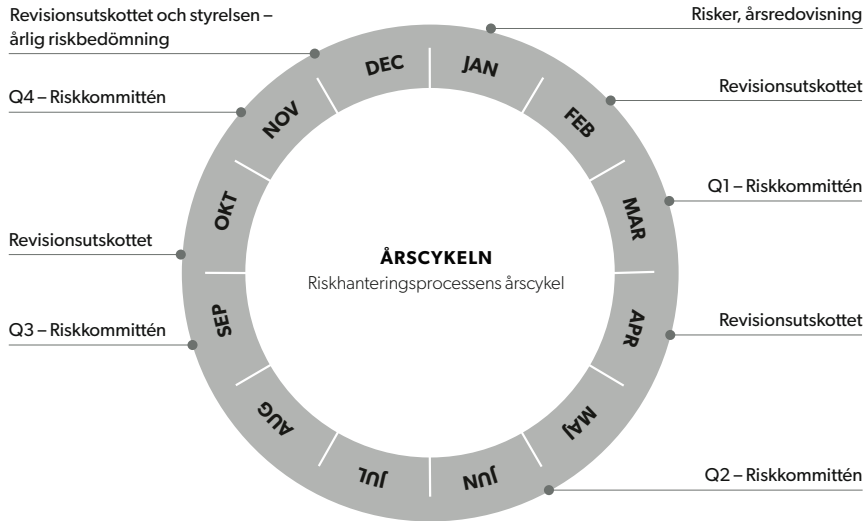 Revisionsutskottet och styrelsen –
årlig riskbedömning
Q4 – Riskkommittén
Revisionsutskottet
Q3 – Riskkommittén
Risker, årsredovisning
Revisionsutskottet
Q1 – Riskkommittén
Revisionsutskottet
Q2 – Riskkommittén
JAN
FEB
MAR
APR
MAJ
JUN
JUL
AUG
SEP
OKT
NOV
DEC
ÅRSCYKELN
Riskhanteringsprocessens årscykel